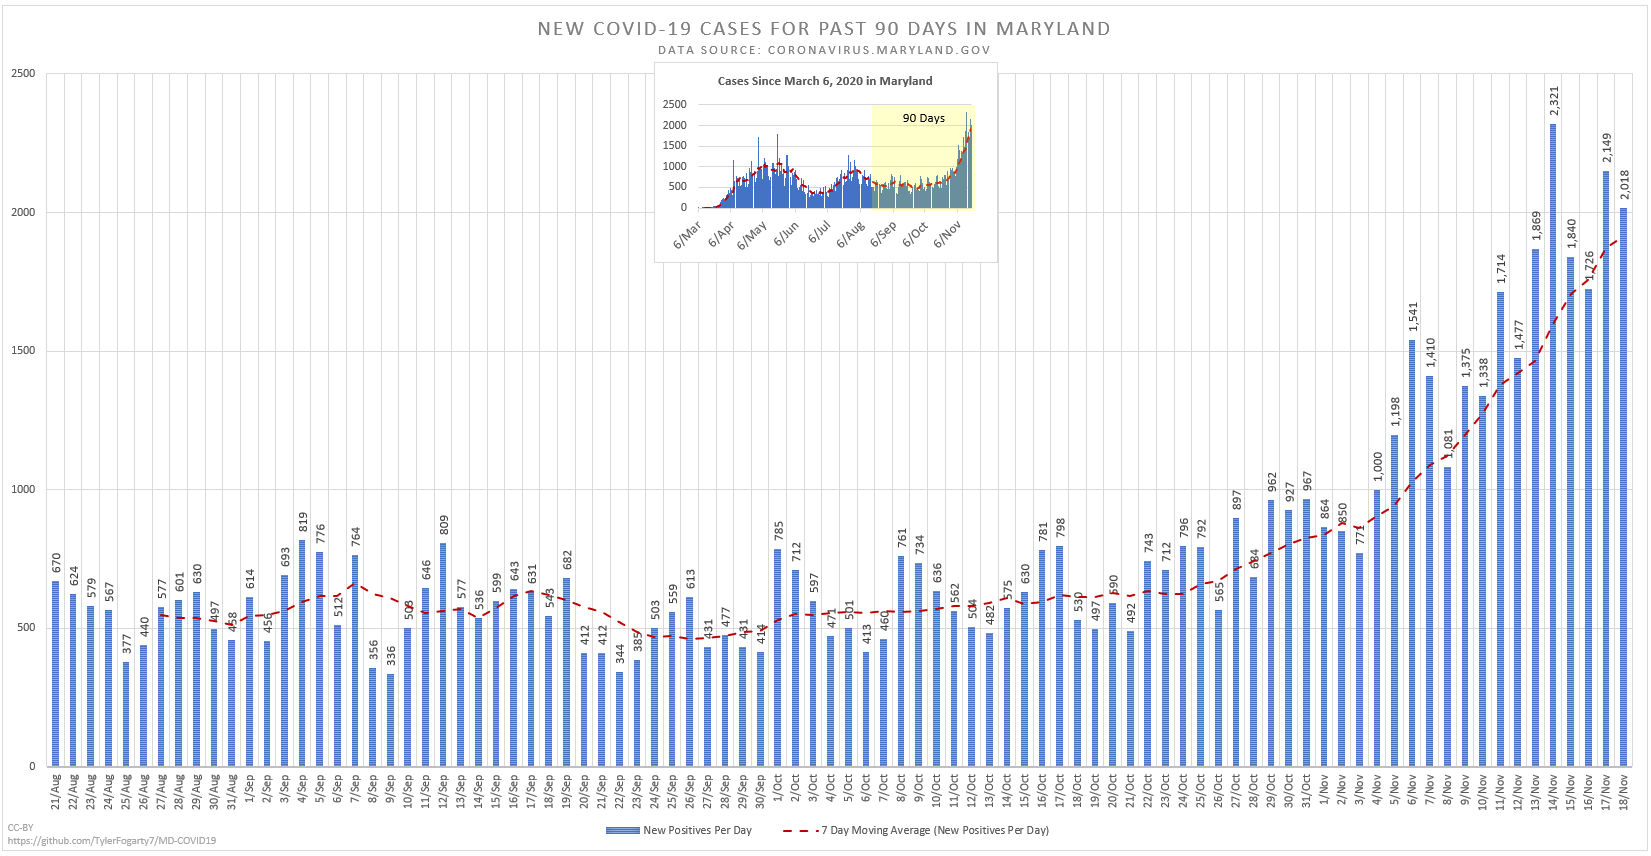 NEW COVID-19 CASES FOR PAST 90 DAYS IN MARYLAND
DATA SOURCE: CORONAVIRUS.MARYLAND.GOV
Cases Since March 6, 2020 in Maryland
90 Days
2500
2000
1500
1000
500
0
6/Mar 6/Apr 6/May 6/Jun 6/Jul 6/Aug 6/Sep 6/Oct 6/Nov
2500
2000
1500
1000
500
0
670 624 579 567 377 440 577 601 630 497 458 614 456 693 819 776 512 764 356 336 503 646 809 577 536 599 643 631 543 682 412 412 344 385 503 559 613 431 477 431 414 785 712 597 471 501 413 460 761 734 636 562 504 482 575 630 781 798 530 497 590 492 743 712 796 792 565 897 684 962 927 967 864 850 771 1,000 1,198 1,541 1,410 1,081 1,375 1,338 1,714 1,477 1,869 2,321 1,840 1,726 2,149 2,018
21/Aug 22/Aug 23/Aug 24/Aug 25/Aug 26/Aug 27/Aug 28/Aug 29/Aug 30/Aug 31/Aug 1/Sep 2/Sep 3/Sep 4/Sep 5/Sep 6/Sep 7/Sep 8/Sep 9/Sep 10/Sep 11/Sep 12/Sep 13/Sep 14/Sep 15/Sep 16/Sep 17/Sep 18/Sep 19/Sep 20/Sep 21/Sep 22/Sep 23/Sep 24/Sep 25/Sep 26/Sep 27/Sep 28/Sep 29/Sep 30/Sep 1/Oct 2/Oct 3/Oct 4/Oct 5/Oct 6/Oct 7/Oct 8/Oct 9/Oct 10/Oct 11/Oct 12/Oct 13/Oct 14/Oct 15/Oct 16/Oct 17/Oct 18/Oct 19/Oct 20/Oct 21/Oct 22/Oct 23/Oct 24/Oct 25/Oct 26/Oct 27/Oct 28/Oct 29/Oct 30/Oct 31/Oct 1/Nov 2/Nov 3/Nov 4/Nov 5/Nov 6/Nov 7/Nov 8/Nov 9/Nov 10/Nov 11/Nov 12/Nov 13/Nov 14/Nov 15/Nov 16/Nov 17/Nov 18/Nov
New Positives Per Day
7 Day Moving Average (New Positives Per Day)
CC-BY
https://github.com/TylerFogarty7/MD-COVID19